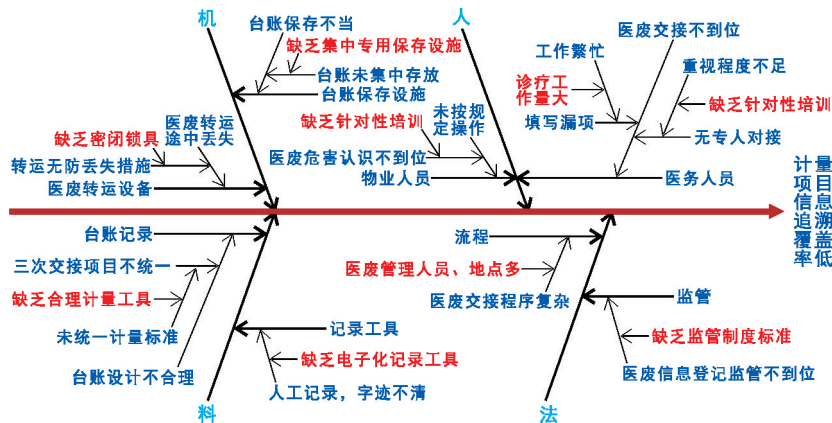 机
台账保存不当
缺乏集中专用保存设施
台账未集中存放
台账保存设施
医废转运
途中丢失
缺乏密闭锁具
转运无防丢失措施
医废转运设备
人
医废交接不到位
工作繁忙
重视程度不足
诊疗工
作量大
缺乏针对性培训
填写漏项
无专人对接
医务人员
未按规
定操作
缺乏针对性培训
医废危害认识不到位
物业人员
计量
项目
信息
追溯
覆盖
率低
台账记录
三次交接项目不统一
缺乏合理计量工具
未统一计量标准
台账设计不合理
记录工具
缺乏电子化记录工具
人工记录，字迹不清
料
流程
医废管理人员、地点多
医废交接程序复杂
监管
缺乏监管制度标准
医废信息登记监管不到位
法